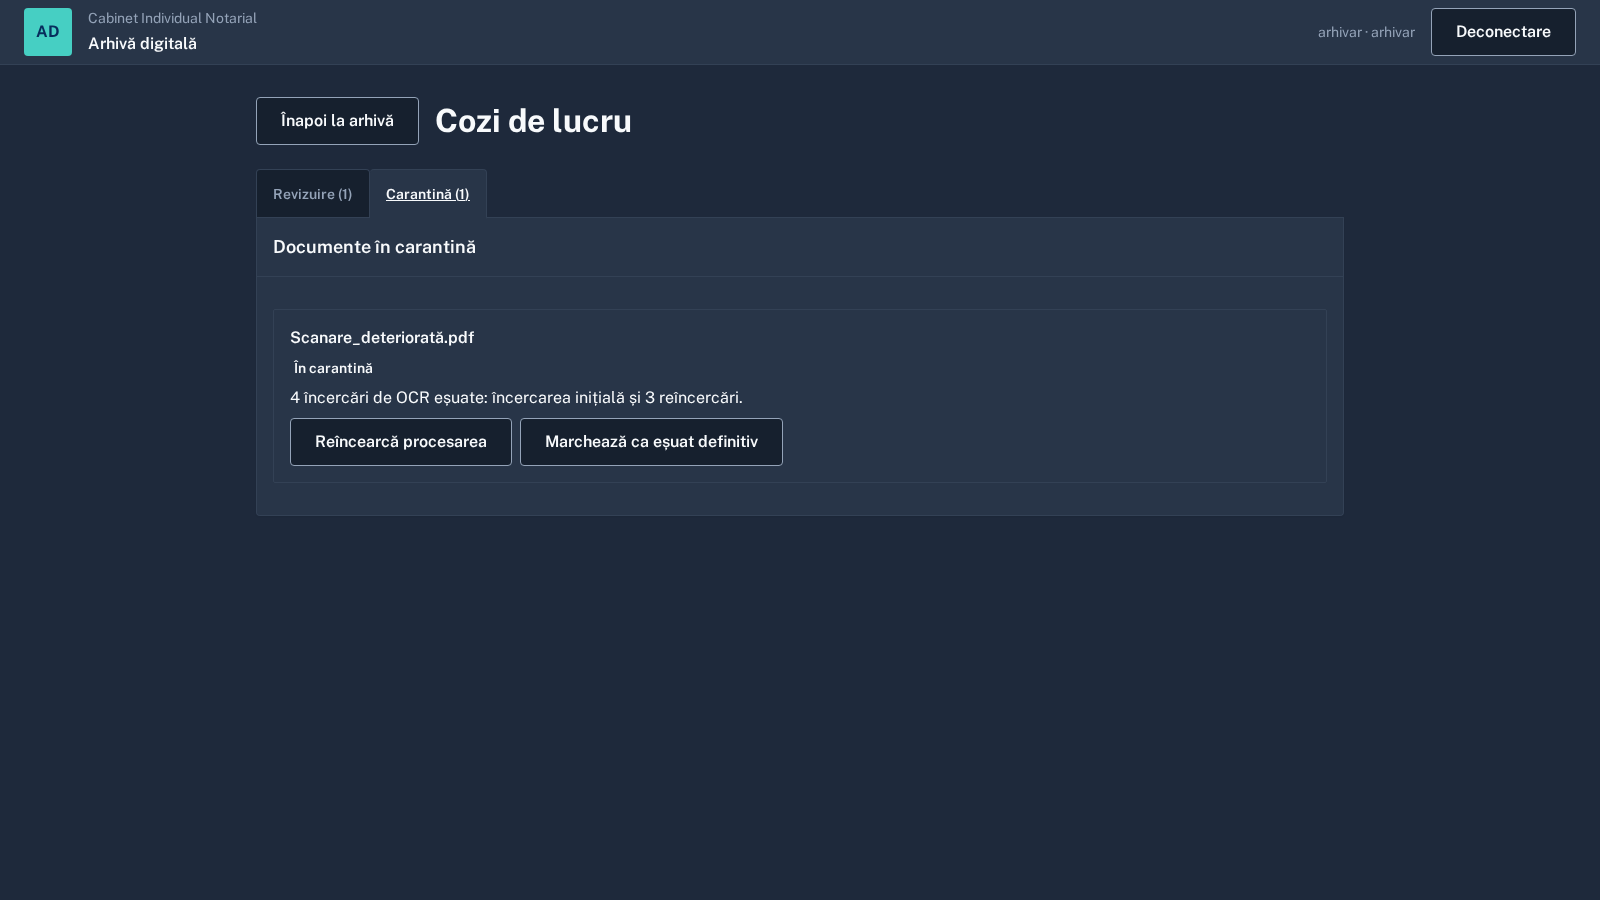 AD
Cabinet Individual Notarial
Arhivă digitală
arhivar · arhivar
Deconectare
Înapoi la arhivă
Cozi de lucru
Revizuire (1)
Carantină (1)
Documente în carantină
Scanare_deteriorată.pdf
În carantină
4 încercări de OCR eșuate: încercarea inițială și 3 reîncercări.
Reîncearcă procesarea
Marchează ca eșuat definitiv